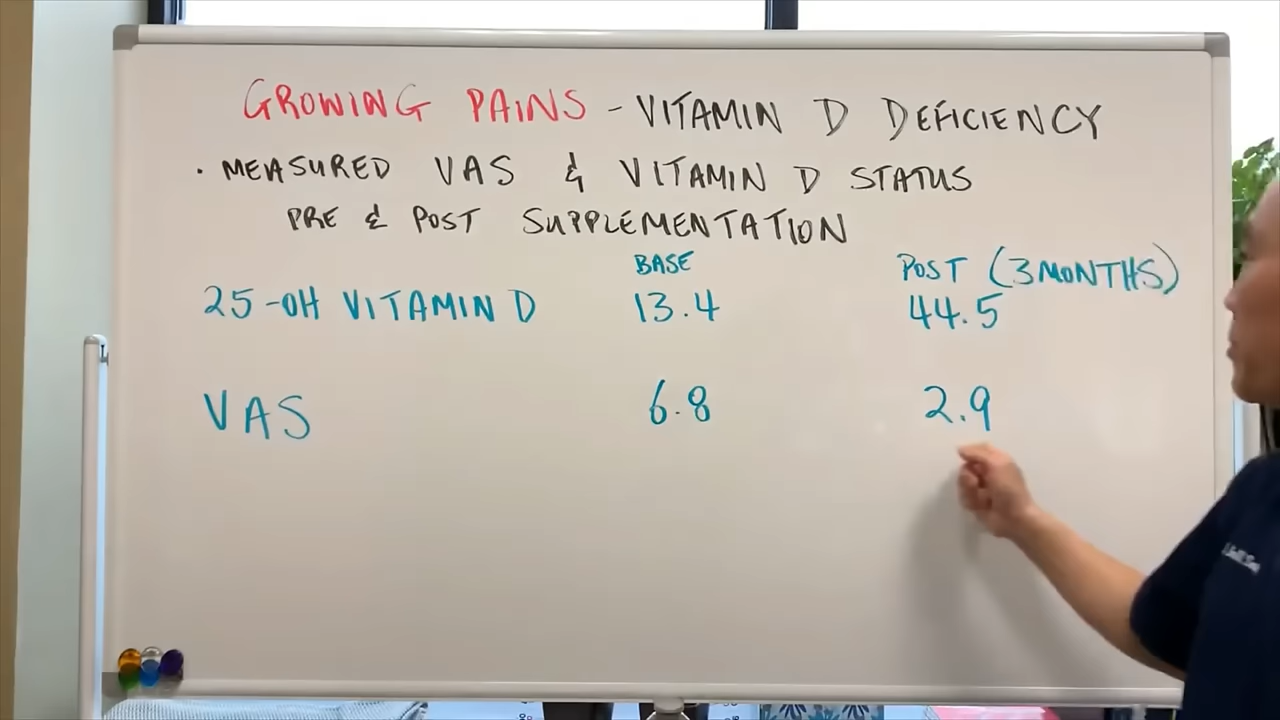 GROWING PAINS - VITAMIN D DEFICIENCY
· MEASURED VAS & VITAMIN D STATUS
PRE & POST SUPPLEMENTATION
BASE POST (3 MONTHS)
25-OH VITAMIN D 13.4 44.5
VAS 6.8 2.9